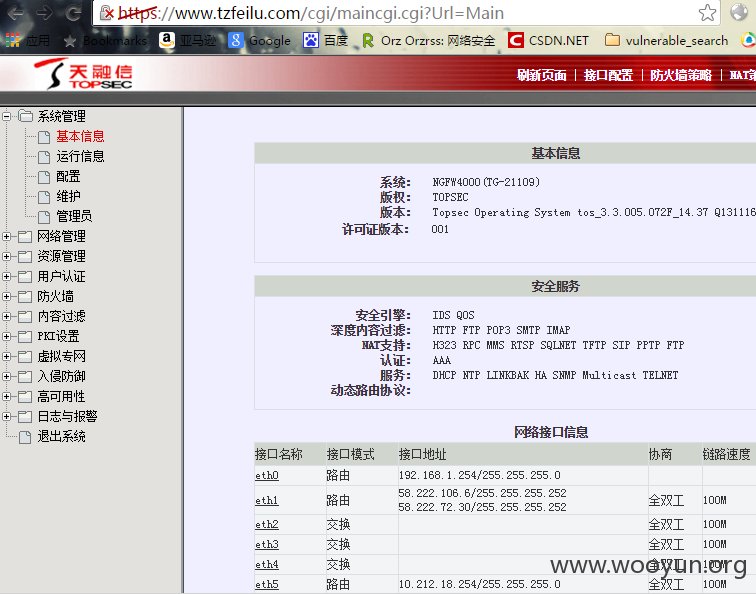 https://www.tzfeilu.com/cgi/maincgi.cgi?Url=Main
应用 Bookmarks 亚马逊 Google 百度 Orz Orzrss: 网络安全 CSDN.NET vulnerable_search
天融信
TOPSEC
刷新页面 | 接口配置 | 防火墙策略 | NAT策
系统管理
基本信息
运行信息
配置
维护
管理员
网络管理
资源管理
用户认证
防火墙
内容过滤
PKI设置
虚拟专网
入侵防御
高可用性
日志与报警
退出系统
基本信息
系统: NGFW4000(TG-21109)
版权: TOPSEC
版本: Topsec Operating System tos_3.3.005.072F_14.37 Q131116
许可证版本: 001
安全服务
安全引擎: IDS QOS
深度内容过滤: HTTP FTP POP3 SMTP IMAP
NAT支持: H323 RPC MMS RTSP SQLNET TFTP SIP PPTP FTP
认证: AAA
服务: DHCP NTP LINKBAK HA SNMP Multicast TELNET
动态路由协议:
网络接口信息
接口名称 接口模式 接口地址 协商 链路速度
eth0 路由 192.168.1.254/255.255.255.0
eth1 路由 58.222.106.6/255.255.255.252 全双工 100M
58.222.72.30/255.255.255.252
eth2 交换 全双工 100M
eth3 交换 全双工 100M
eth4 交换 全双工 100M
eth5 路由 10.212.18.254/255.255.255.0 全双工 100M
www.wooyun.org